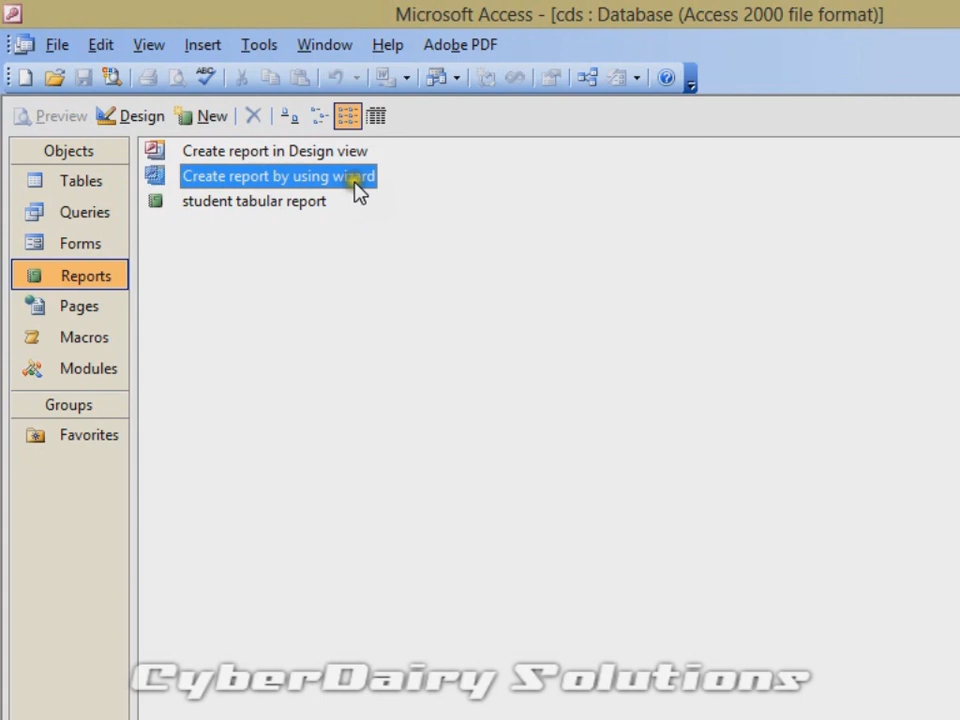 Microsoft Access - [cds : Database (Access 2000 file format)]
File Edit View Insert Tools Window Help Adobe PDF
Preview Design New
Objects
Tables
Queries
Forms
Reports
Pages
Macros
Modules
Groups
Favorites
Create report in Design view
Create report by using wizard
student tabular report
CyberDairy Solutions